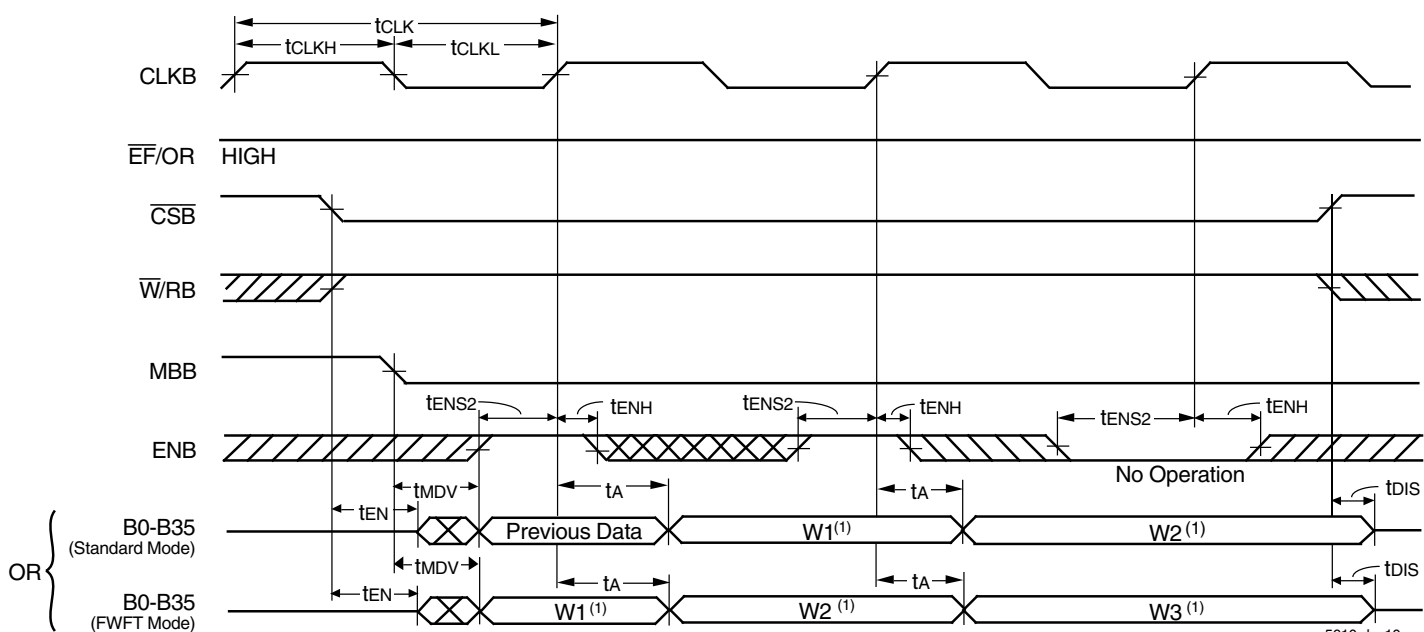 tCLK
tCLKH tCLKL
CLKB
EF/OR HIGH
CSB
W/RB
MBB
tENS2 tENH tENS2 tENH tENS2 tENH
ENB
No Operation
tMDV tA tA tDIS
tEN
B0-B35
(Standard Mode)
Previous Data W1(1) W2(1)
OR
tMDV tA tA tDIS
tEN
B0-B35
(FWFT Mode)
W1(1) W2(1) W3(1)